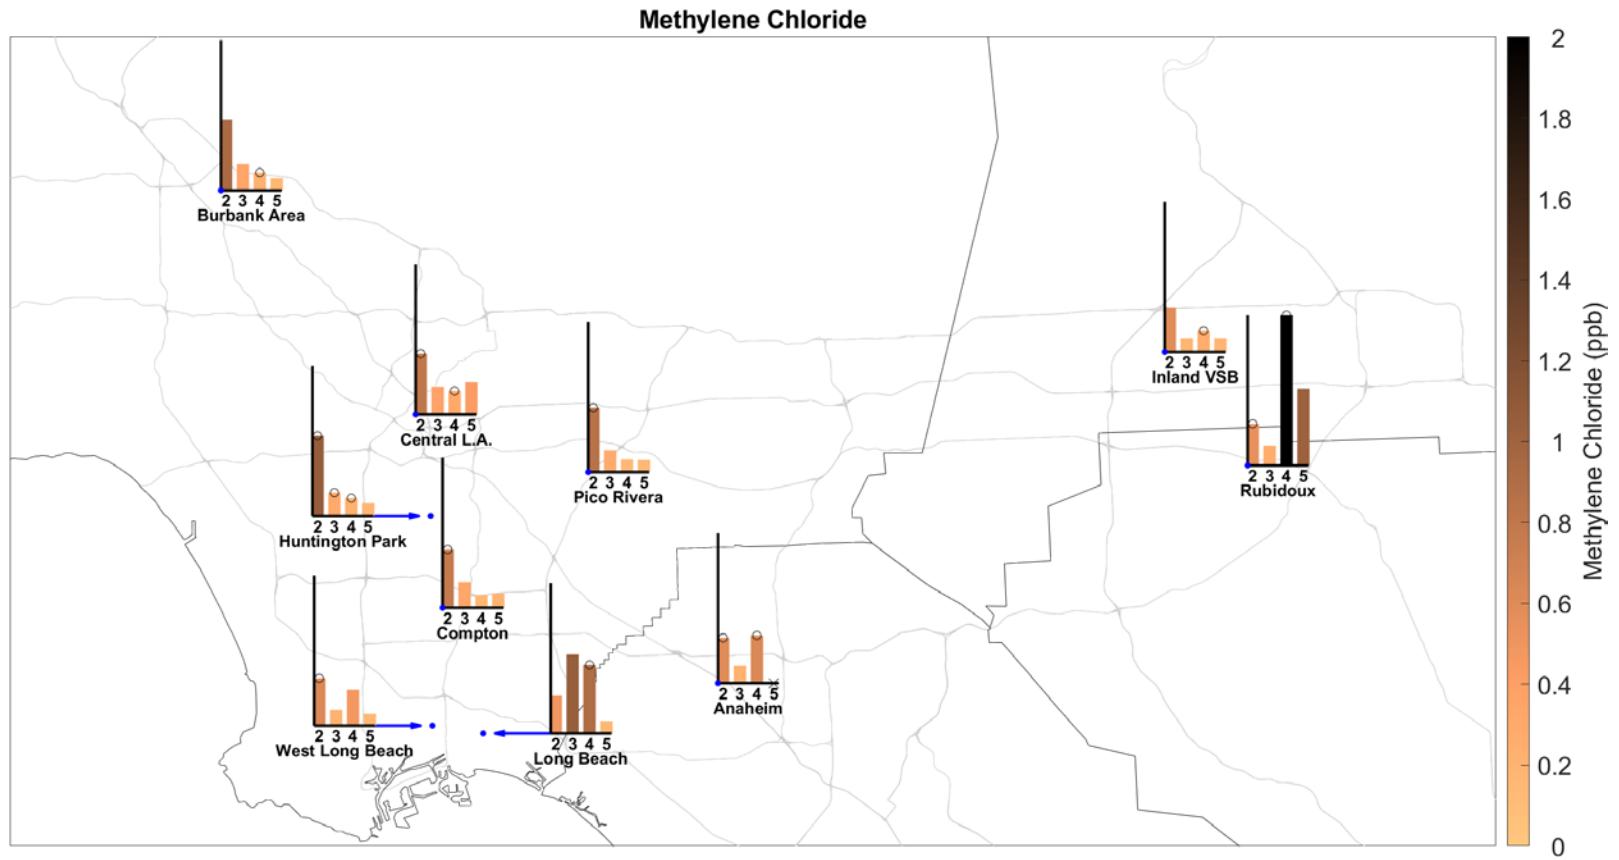 Methylene Chloride
2 3 4 5
Burbank Area
2 3 4 5
Central L.A.
2 3 4 5
Pico Rivera
2 3 4 5
Inland VSB
2 3 4 5
Rubidoux
2 3 4 5
Huntington Park
2 3 4 5
Compton
2 3 4 5
Anaheim
2 3 4 5
West Long Beach
2 3 4 5
Long Beach
2
1.8
1.6
1.4
1.2
1
0.8
0.6
0.4
0.2
0
Methylene Chloride (ppb)